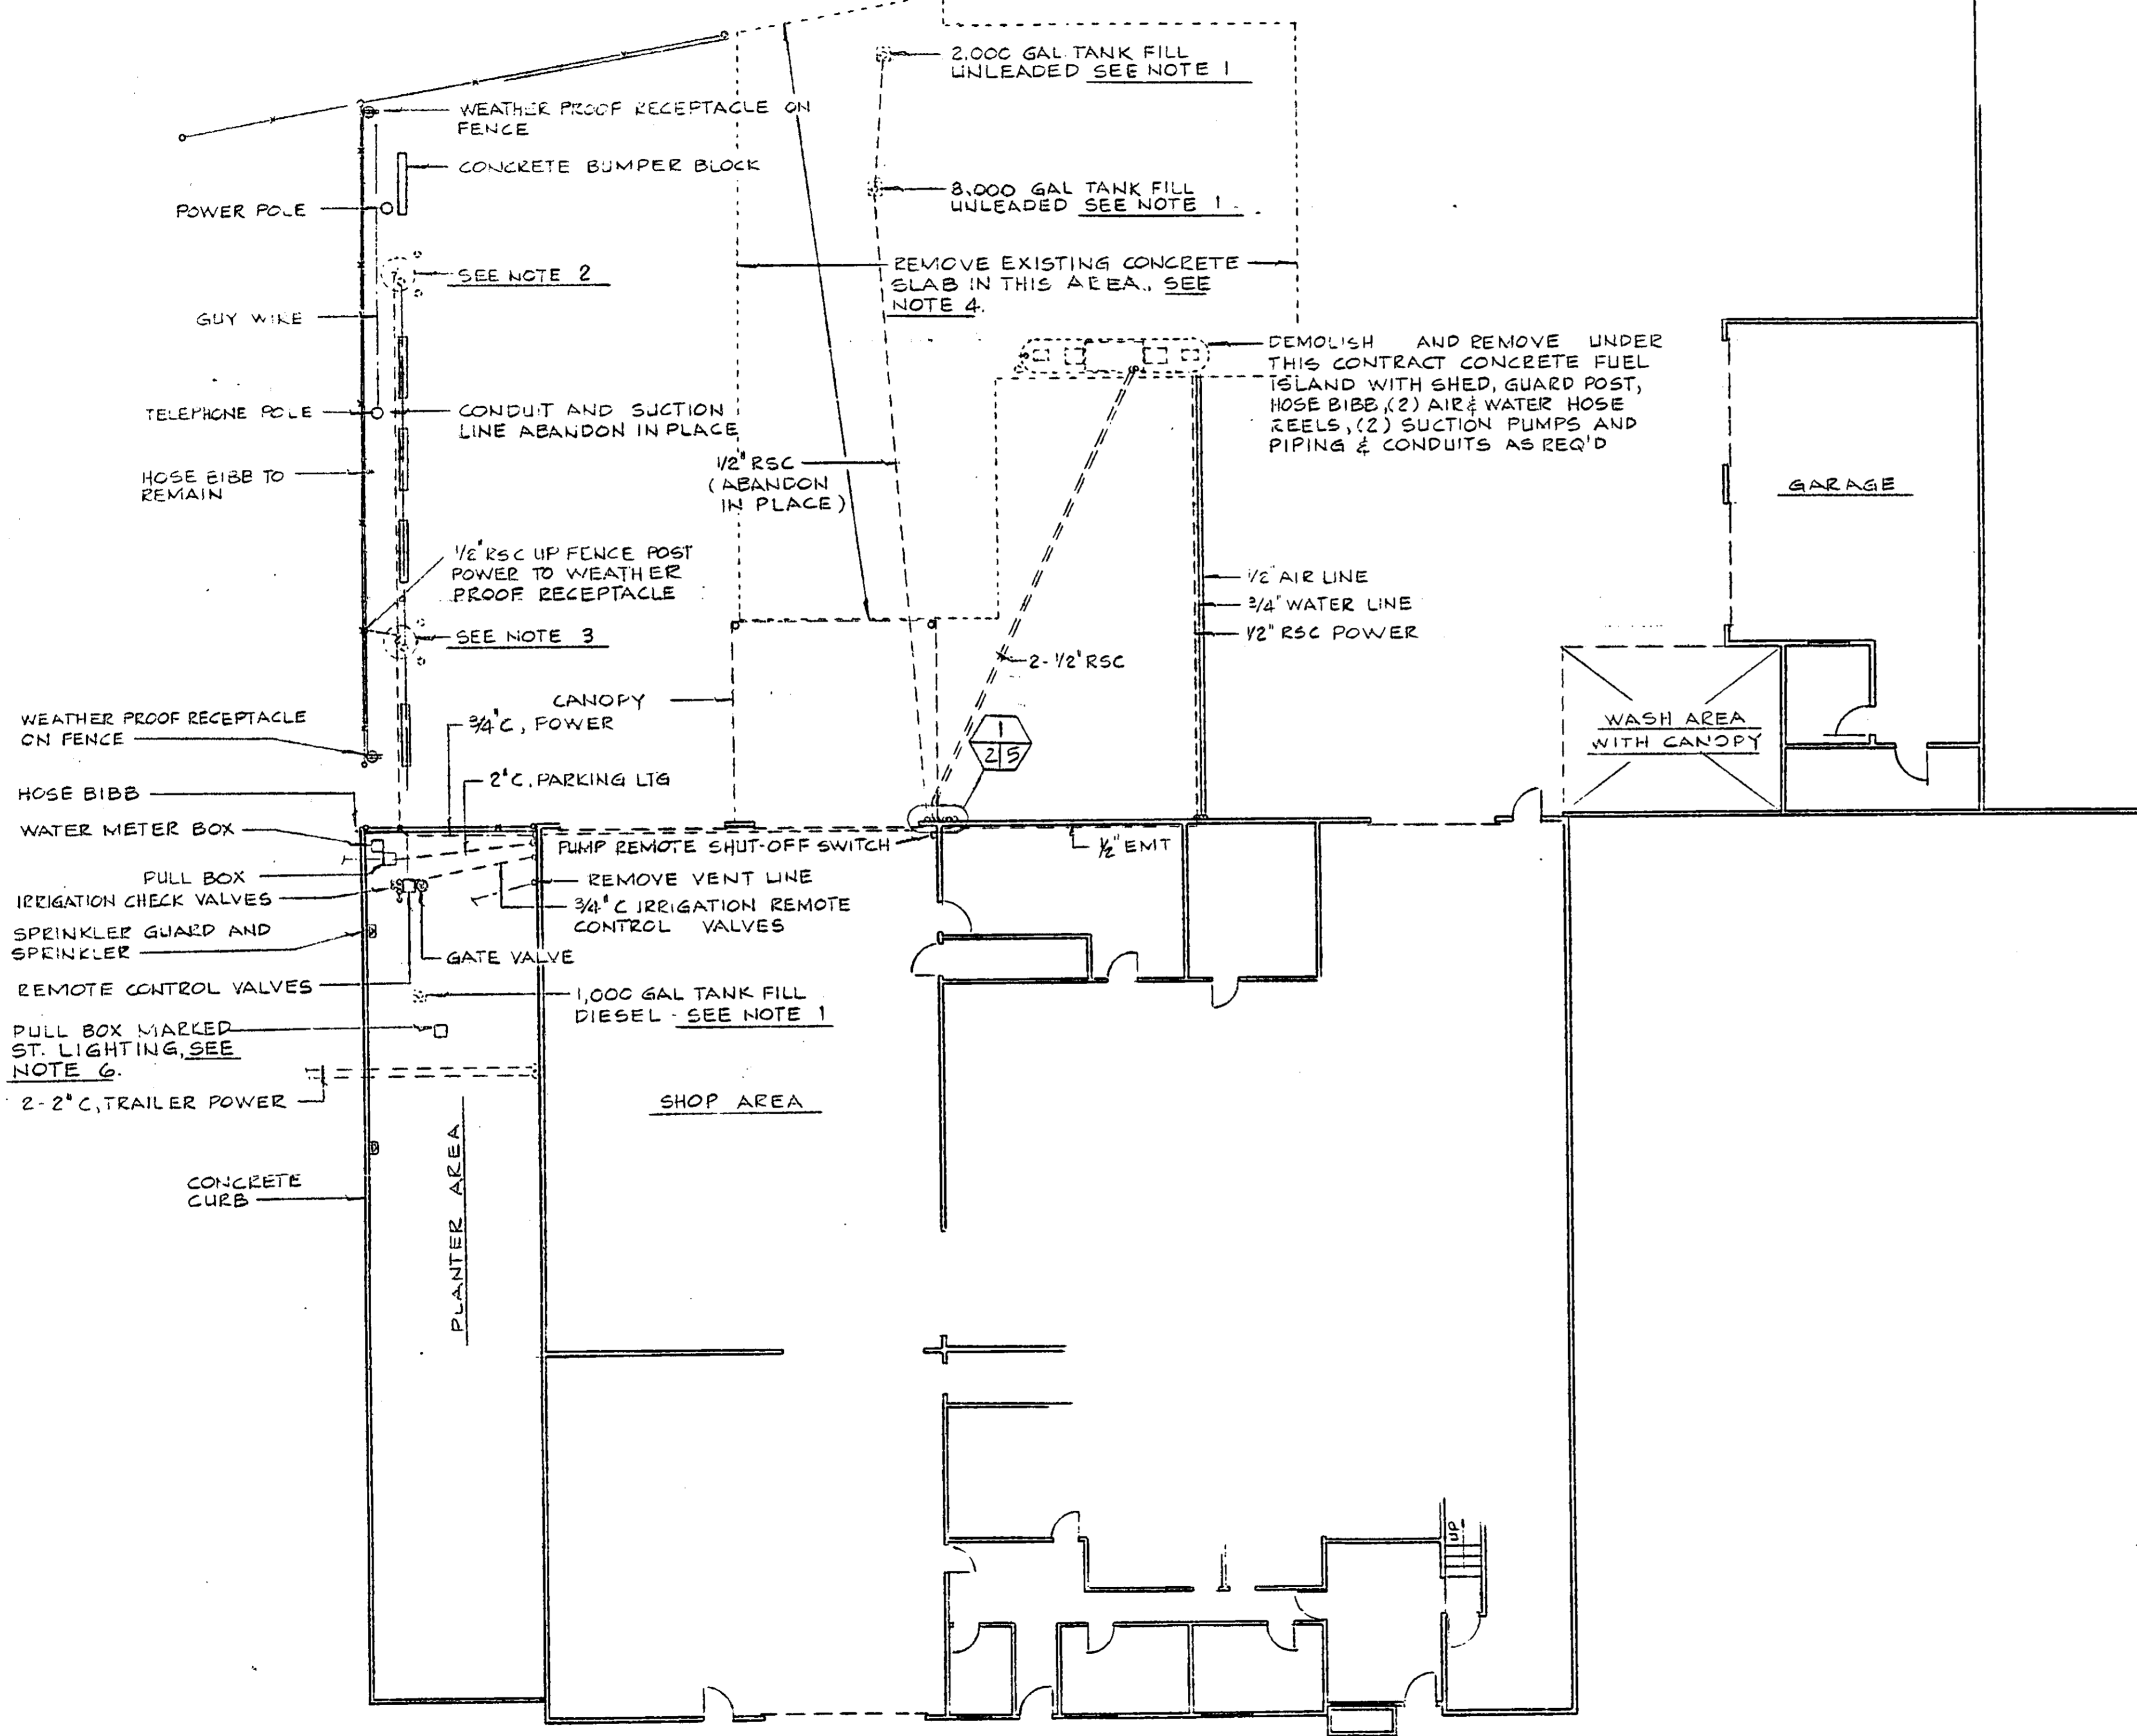 2,000 GAL. TANK FILL
UNLEADED SEE NOTE 1
WEATHER PROOF RECEPTACLE ON
FENCE
CONCRETE BUMPER BLOCK
8,000 GAL TANK FILL
UNLEADED SEE NOTE 1
POWER POLE
SEE NOTE 2
REMOVE EXISTING CONCRETE
SLAB IN THIS AREA., SEE
NOTE 4.
GUY WIRE
DEMOLISH AND REMOVE UNDER
THIS CONTRACT CONCRETE FUEL
ISLAND WITH SHED, GUARD POST,
HOSE BIBB, (2) AIR & WATER HOSE
REELS, (2) SUCTION PUMPS AND
PIPING & CONDUITS AS REQ'D
TELEPHONE POLE
CONDUIT AND SUCTION
LINE ABANDON IN PLACE
1/2" RSC
(ABANDON
IN PLACE)
HOSE BIBB TO
REMAIN
GARAGE
1/2" RSC UP FENCE POST
POWER TO WEATHER
PROOF RECEPTACLE
1/2" AIR LINE
3/4" WATER LINE
1/2" RSC POWER
SEE NOTE 3
2-1/2" RSC
CANOPY
WEATHER PROOF RECEPTACLE
ON FENCE
3/4" C, POWER
1
2 5
WASH AREA
WITH CANOPY
2" C, PARKING LTG
HOSE BIBB
WATER METER BOX
PUMP REMOTE SHUT-OFF SWITCH
1/2" EMT
PULL BOX
REMOVE VENT LINE
IRRIGATION CHECK VALVES
3/4" C IRRIGATION REMOTE
CONTROL VALVES
SPRINKLER GUARD AND
SPRINKLER
GATE VALVE
REMOTE CONTROL VALVES
1,000 GAL TANK FILL
DIESEL - SEE NOTE 1
PULL BOX MARKED
ST. LIGHTING, SEE
NOTE 6.
2-2" C, TRAILER POWER
SHOP AREA
PLANTER AREA
CONCRETE
CURB
UP